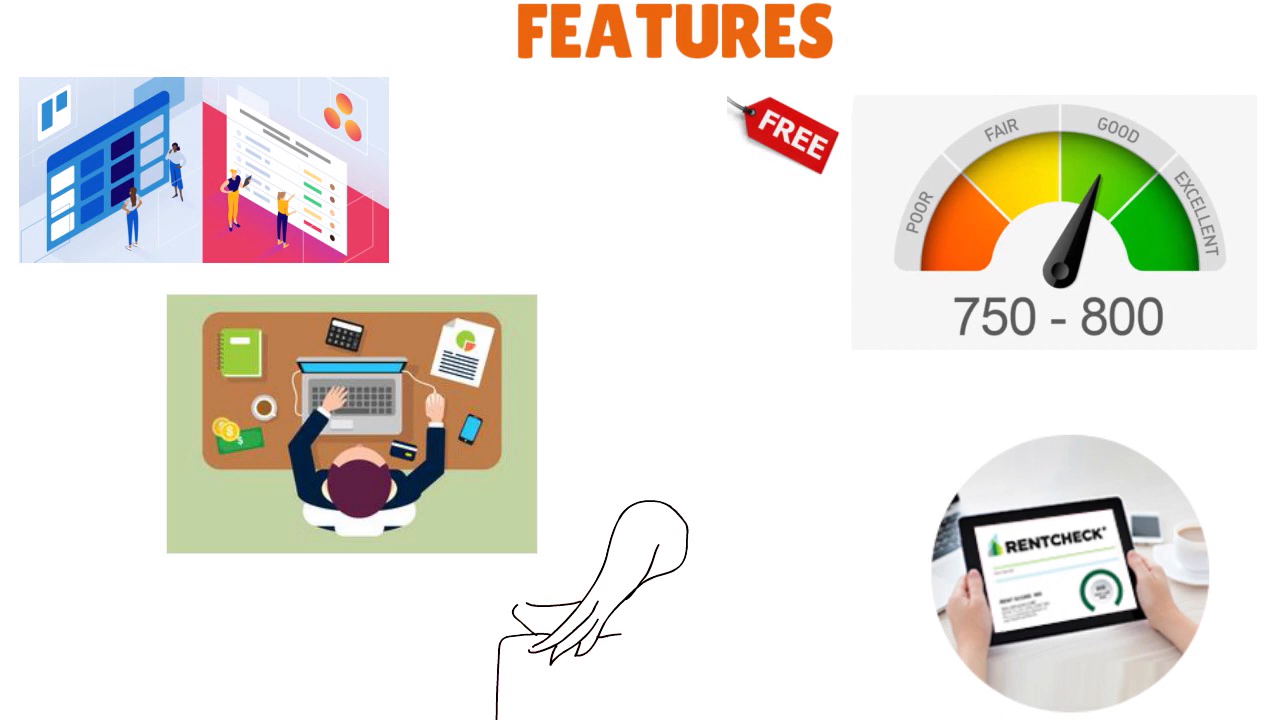 FEATURES
FREE
POOR
FAIR
GOOD
EXCELLENT
750 - 800
RENTCHECK